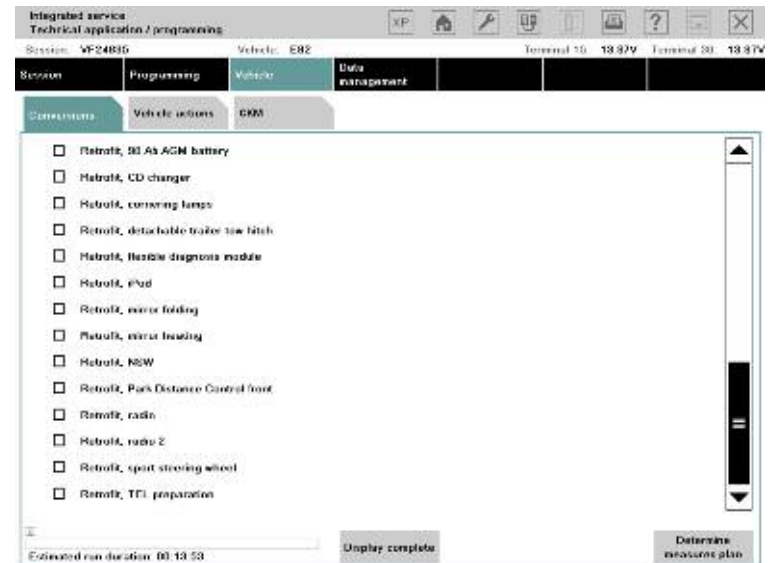 Integrated service
Technical application / programming
XP
?
Session: VF24885 Vehicle: E82 Terminal 15: 13.87V Terminal 30: 13.87V
Session Programming Vehicle Data
management
Conversions Vehicle actions CKM
Retrofit, 90 Ah AGM battery
Retrofit, CD changer
Retrofit, cornering lamps
Retrofit, detachable trailer tow hitch
Retrofit, flexible diagnosis module
Retrofit, iPod
Retrofit, mirror folding
Retrofit, mirror heating
Retrofit, NSW
Retrofit, Park Distance Control front
Retrofit, radio
Retrofit, radio 2
Retrofit, sport steering wheel
Retrofit, TEL preparation
Estimated run duration: 00:13:53
Display complete
Determine
measures plan